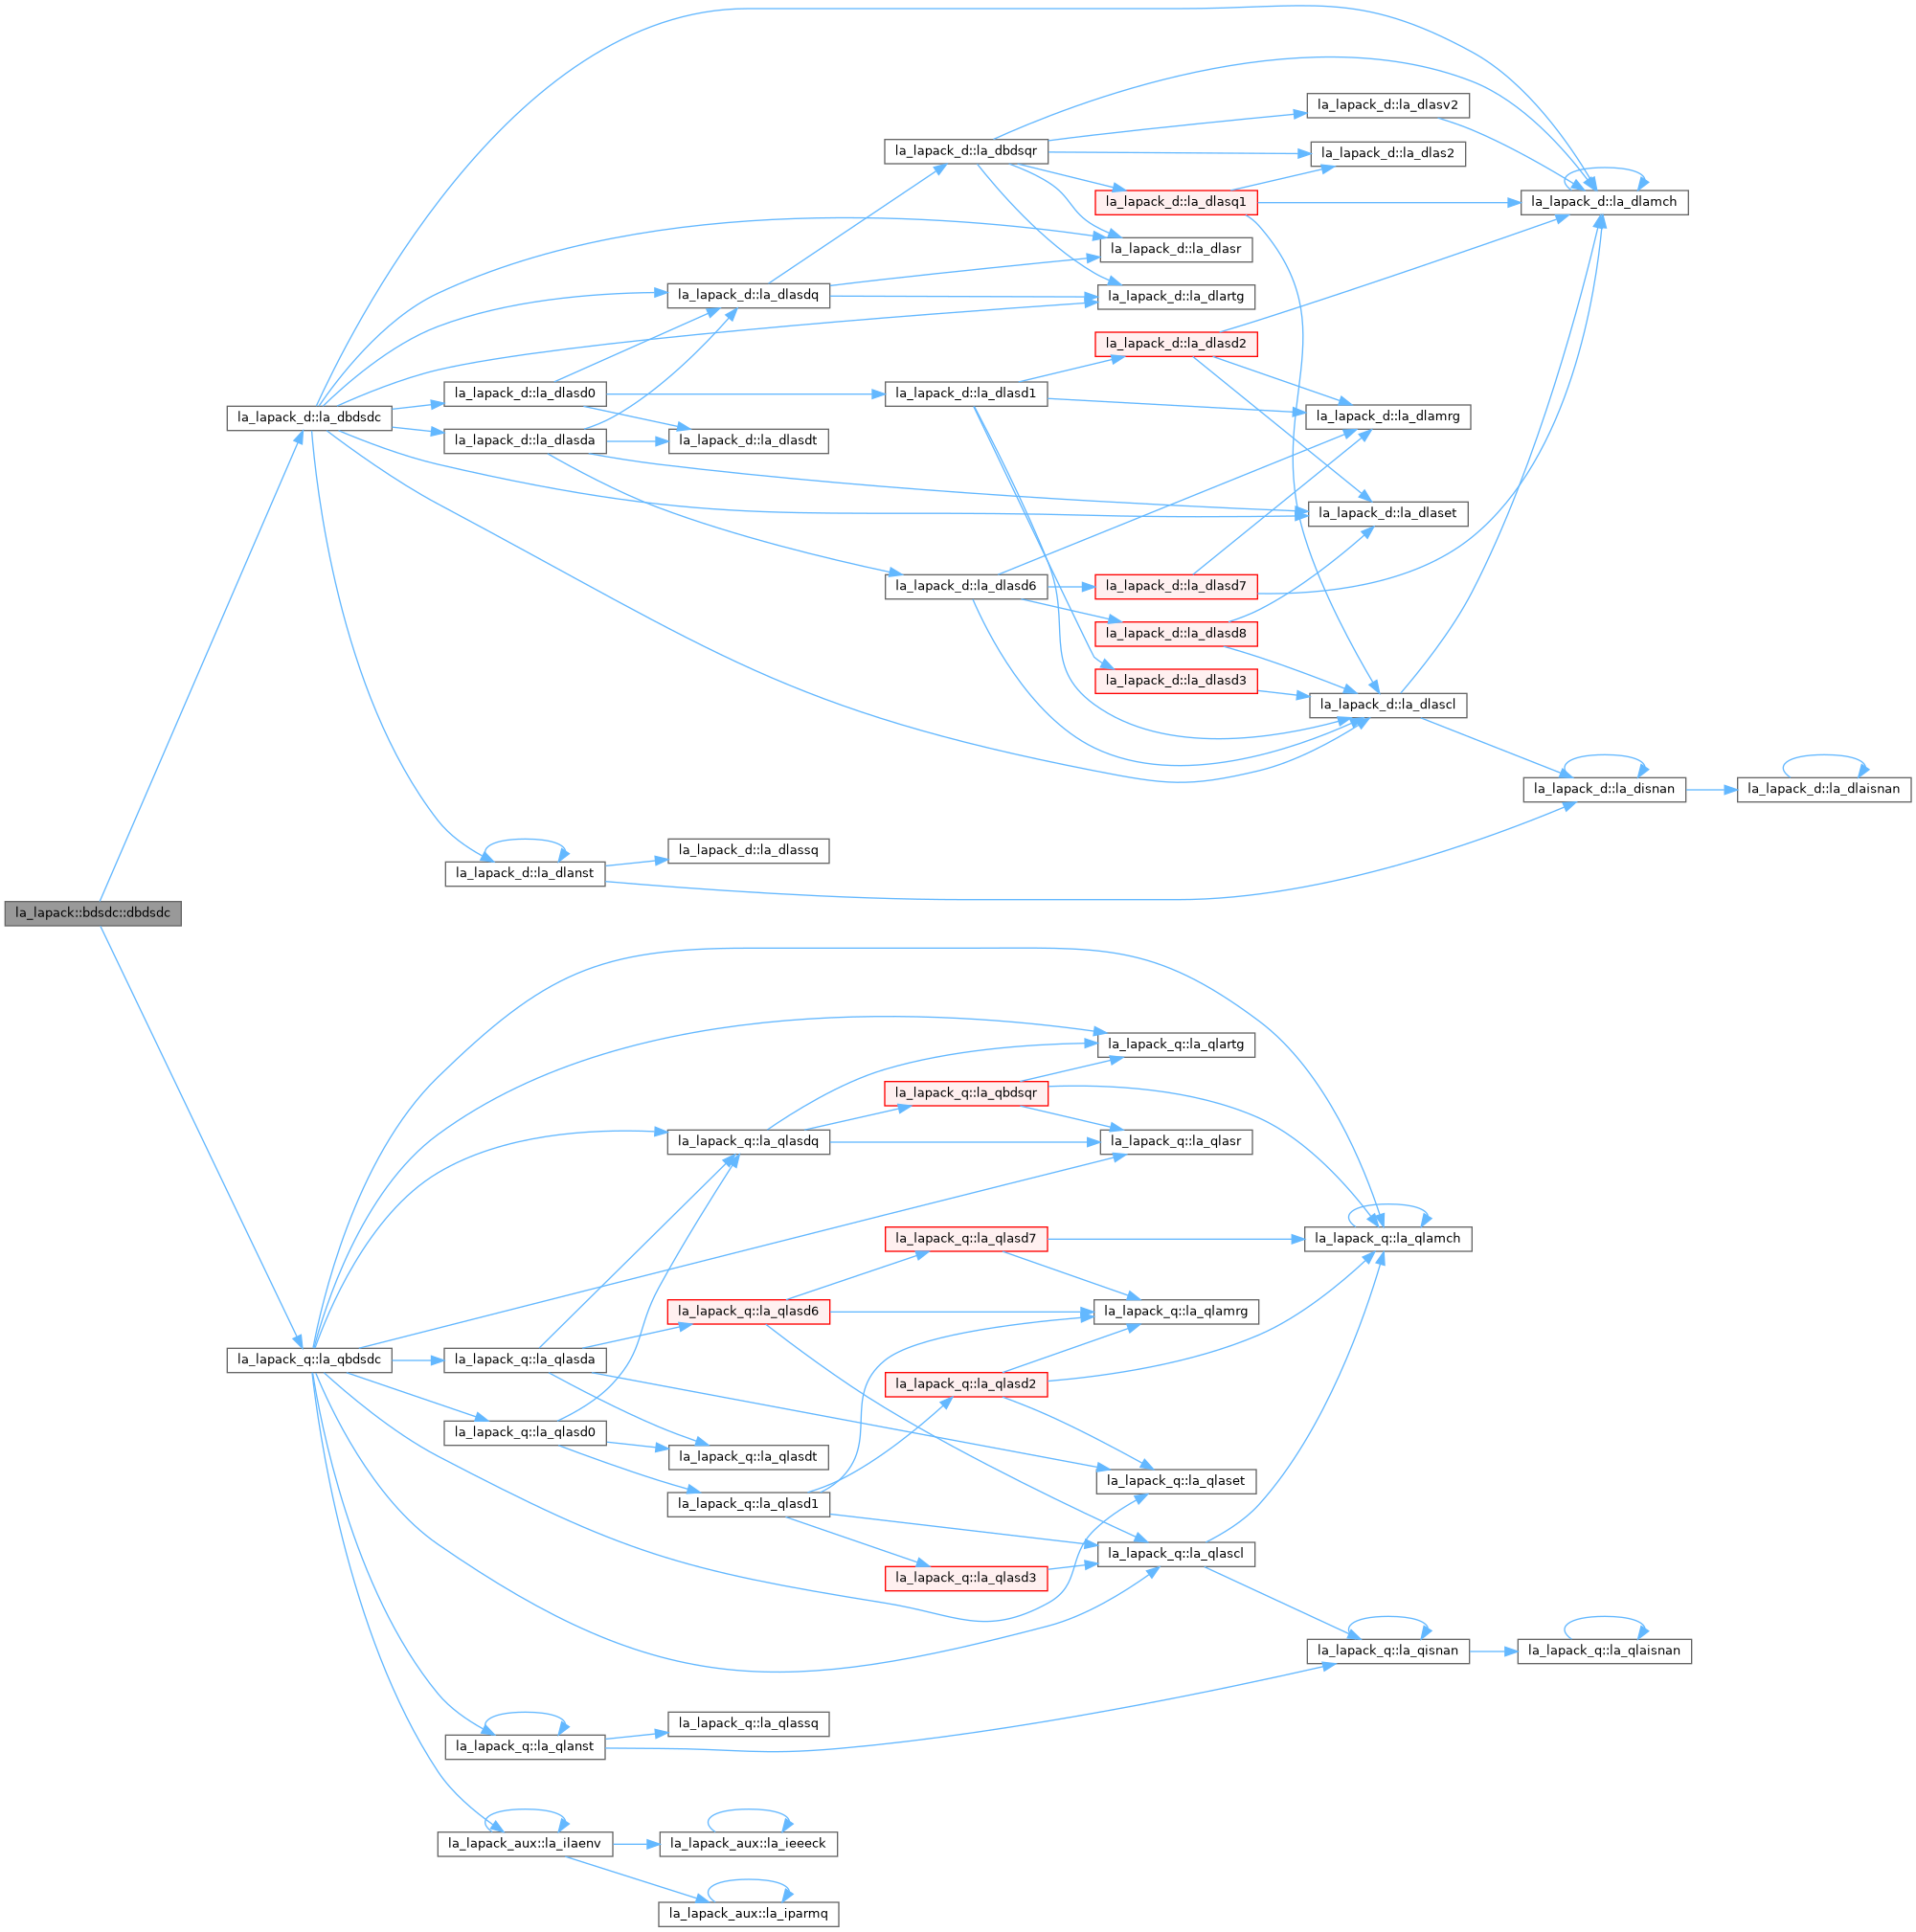 la_lapack_d::la_dlasv2
la_lapack_d::la_dbdsqr
la_lapack_d::la_dlas2
la_lapack_d::la_dlasq1
la_lapack_d::la_dlamch
la_lapack_d::la_dlasr
la_lapack_d::la_dlasdq
la_lapack_d::la_dlartg
la_lapack_d::la_dlasd2
la_lapack_d::la_dlasd0
la_lapack_d::la_dlasd1
la_lapack_d::la_dbdsdc
la_lapack_d::la_dlamrg
la_lapack_d::la_dlasda
la_lapack_d::la_dlasdt
la_lapack_d::la_dlaset
la_lapack_d::la_dlasd6
la_lapack_d::la_dlasd7
la_lapack_d::la_dlasd8
la_lapack_d::la_dlasd3
la_lapack_d::la_dlascl
la_lapack_d::la_disnan
la_lapack_d::la_dlaisnan
la_lapack_d::la_dlassq
la_lapack_d::la_dlanst
la_lapack::bdsdc::dbdsdc
la_lapack_q::la_qlartg
la_lapack_q::la_qbdsqr
la_lapack_q::la_qlasdq
la_lapack_q::la_qlasr
la_lapack_q::la_qlasd7
la_lapack_q::la_qlamch
la_lapack_q::la_qlasd6
la_lapack_q::la_qlamrg
la_lapack_q::la_qbdsdc
la_lapack_q::la_qlasda
la_lapack_q::la_qlasd2
la_lapack_q::la_qlasd0
la_lapack_q::la_qlasdt
la_lapack_q::la_qlaset
la_lapack_q::la_qlasd1
la_lapack_q::la_qlascl
la_lapack_q::la_qlasd3
la_lapack_q::la_qisnan
la_lapack_q::la_qlaisnan
la_lapack_q::la_qlassq
la_lapack_q::la_qlanst
la_lapack_aux::la_ilaenv
la_lapack_aux::la_ieeeck
la_lapack_aux::la_iparmq